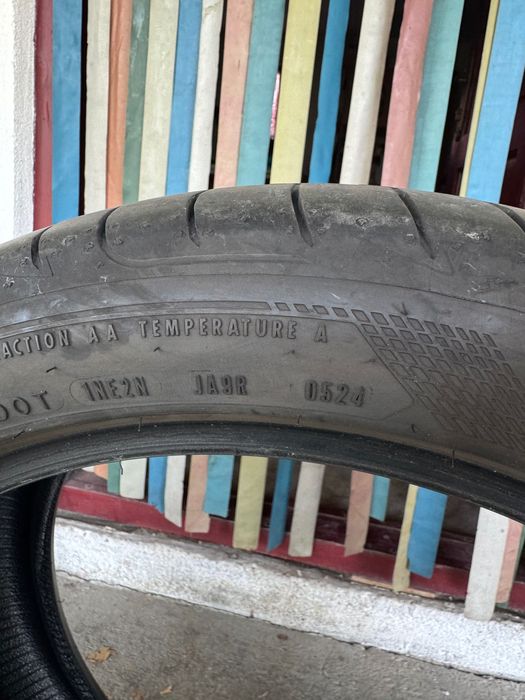 ACTION AA TEMPERATURE A
DOT 1NE2N JA9R 0524